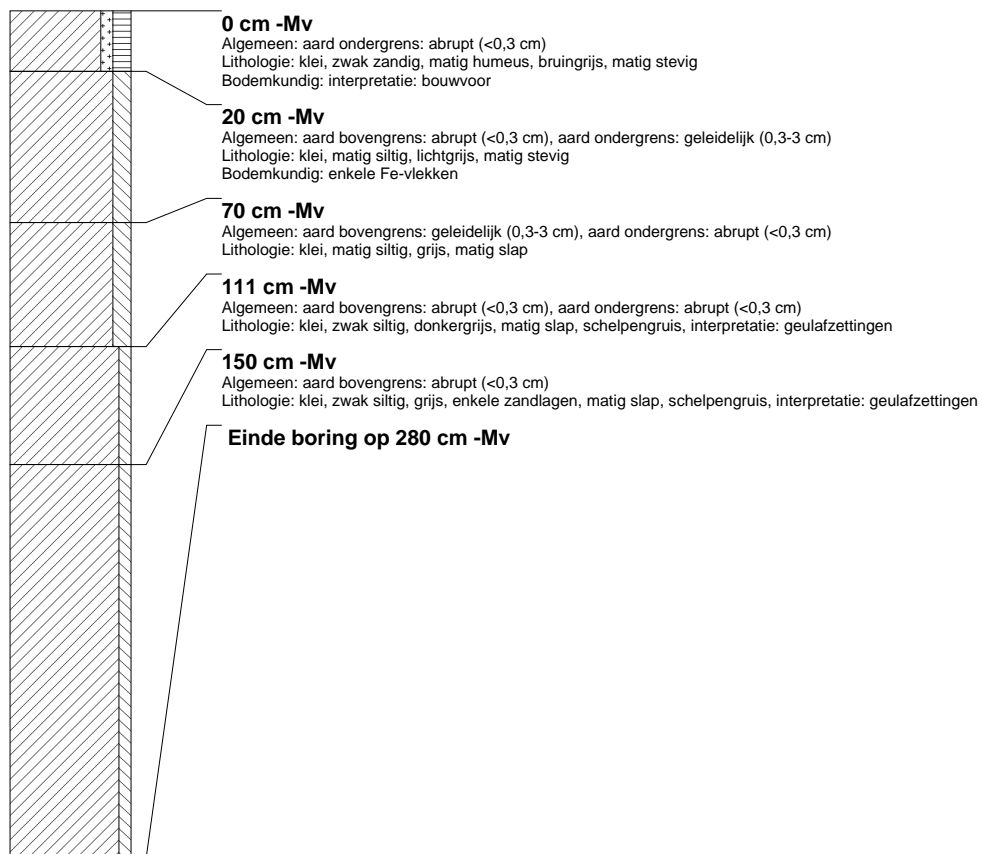 0 cm -Mv
Algemeen: aard ondergrens: abrupt (<0,3 cm)
Lithologie: klei, zwak zandig, matig humeus, bruingrijs, matig stevig
Bodemkundig: interpretatie: bouwvoor
20 cm -Mv
Algemeen: aard bovengrens: abrupt (<0,3 cm), aard ondergrens: geleidelijk (0,3-3 cm)
Lithologie: klei, matig siltig, lichtgrijs, matig stevig
Bodemkundig: enkele Fe-vlekken
70 cm -Mv
Algemeen: aard bovengrens: geleidelijk (0,3-3 cm), aard ondergrens: abrupt (<0,3 cm)
Lithologie: klei, matig siltig, grijs, matig slap
111 cm -Mv
Algemeen: aard bovengrens: abrupt (<0,3 cm), aard ondergrens: abrupt (<0,3 cm)
Lithologie: klei, zwak siltig, donkergrijs, matig slap, schelpengruis, interpretatie: geulafzettingen
150 cm -Mv
Algemeen: aard bovengrens: abrupt (<0,3 cm)
Lithologie: klei, zwak siltig, grijs, enkele zandlagen, matig slap, schelpengruis, interpretatie: geulafzettingen
Einde boring op 280 cm -Mv